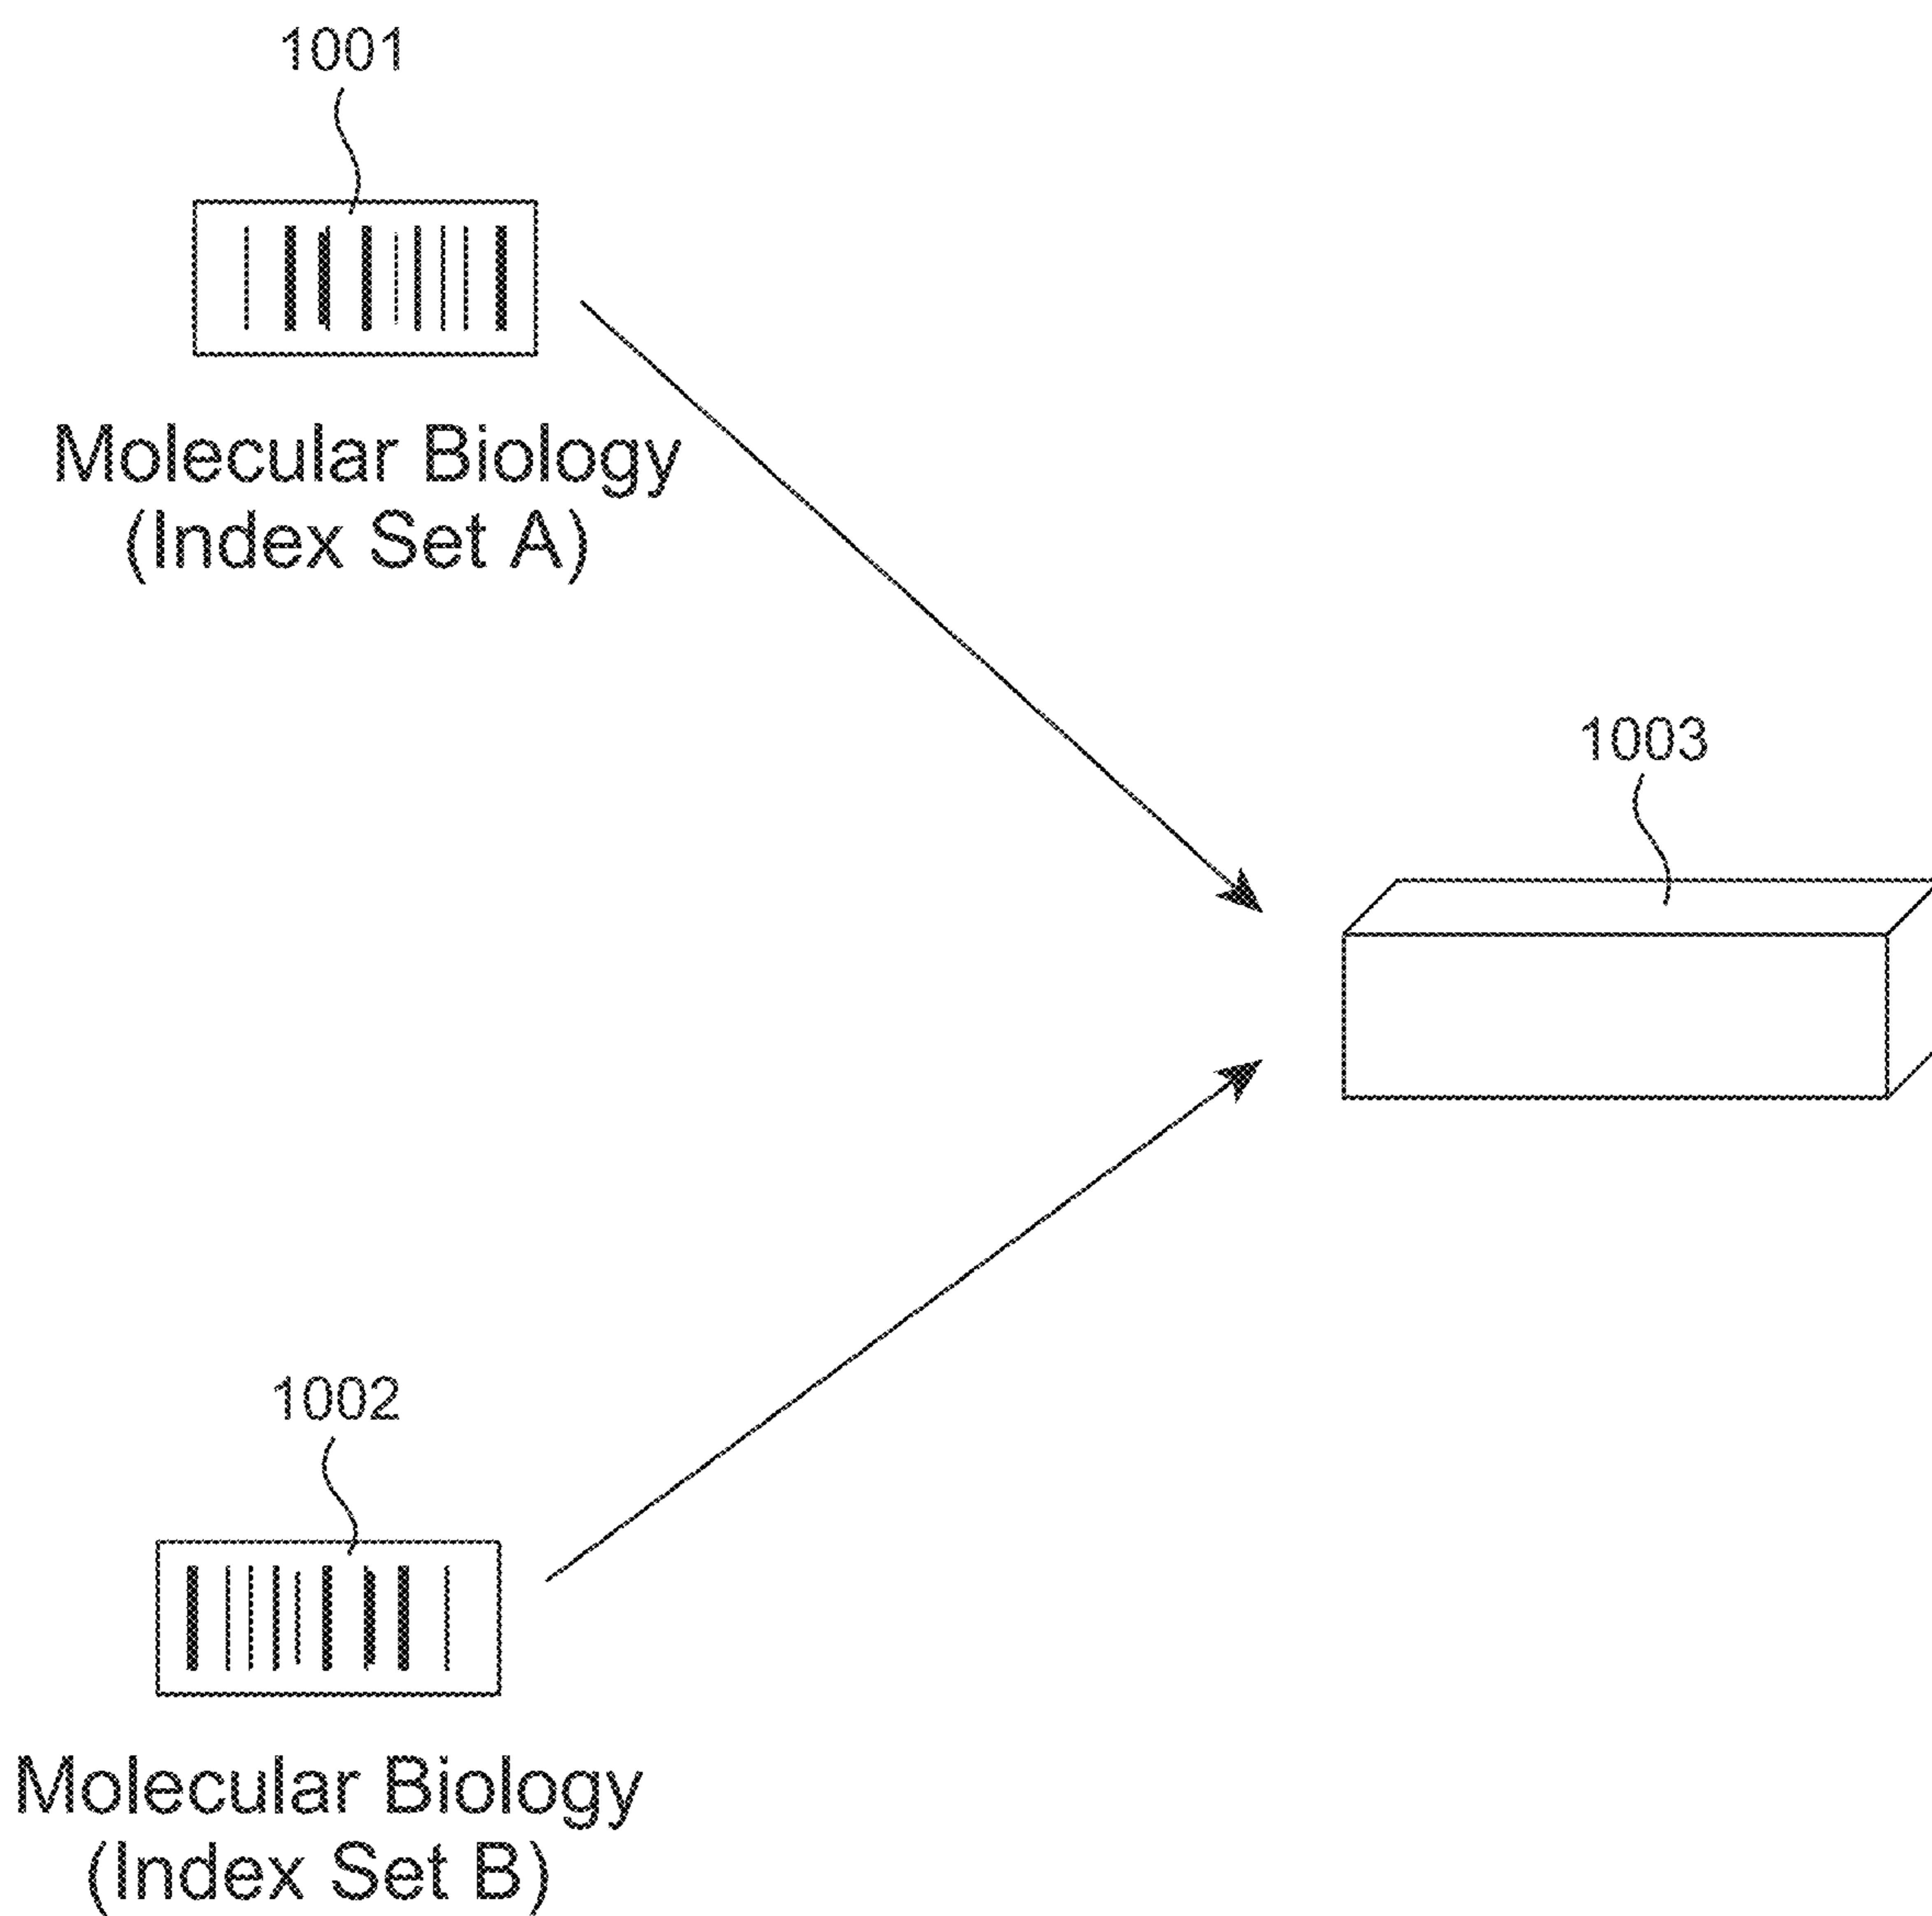 1001
Molecular Biology
(Index Set A)
1003
1002
Molecular Biology
(Index Set B)